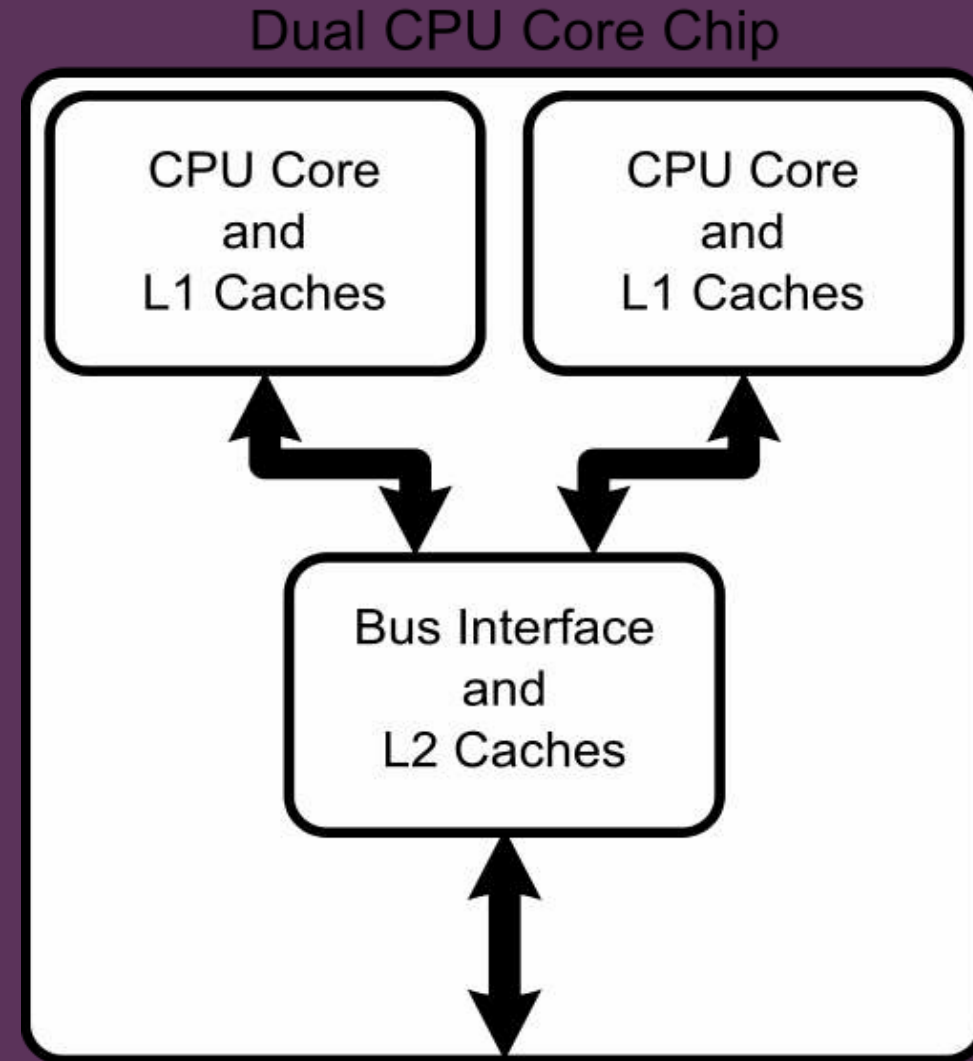 Dual CPU Core Chip
CPU Core
and
L1 Caches
CPU Core
and
L1 Caches
Bus Interface
and
L2 Caches